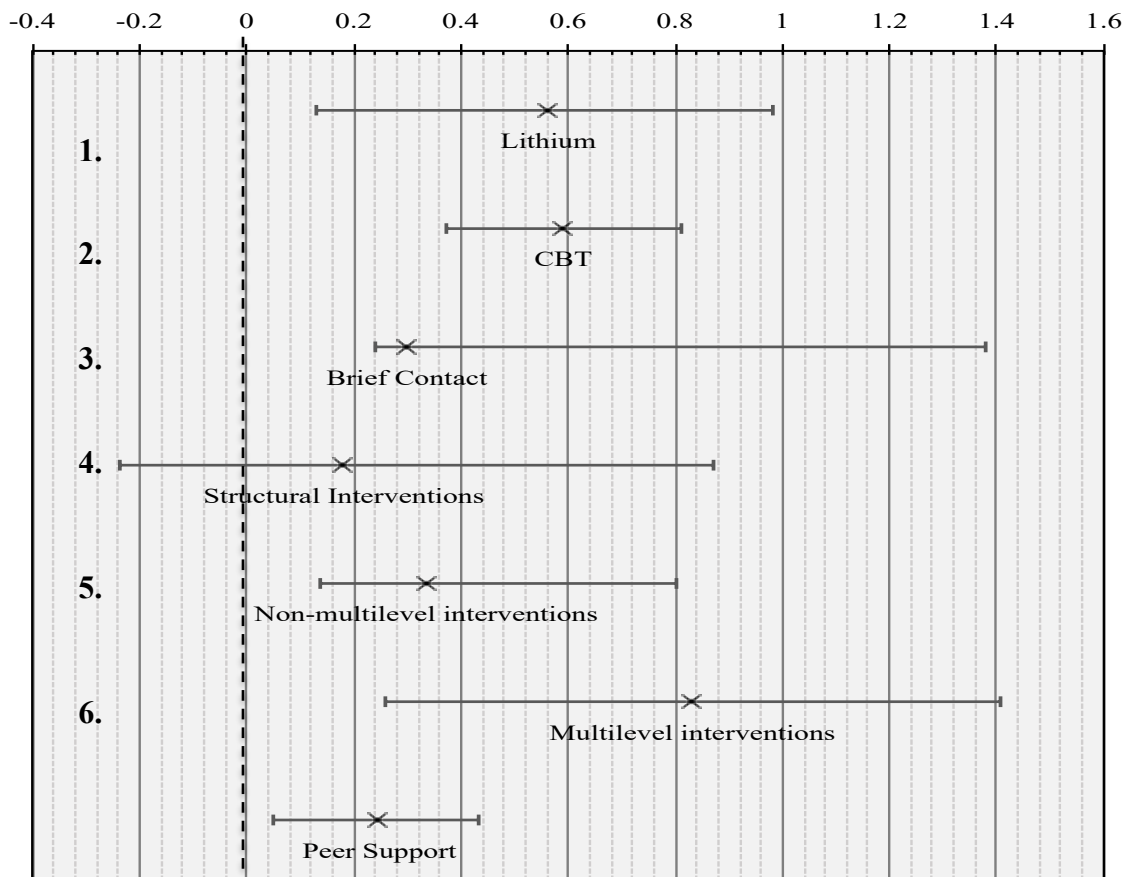 -0.4 -0.2 0 0.2 0.4 0.6 0.8 1 1.2 1.4 1.6
Lithium
1.
2.
CBT
3.
Brief Contact
4.
Structural Interventions
5.
Non-multilevel interventions
6.
Multilevel interventions
Peer Support